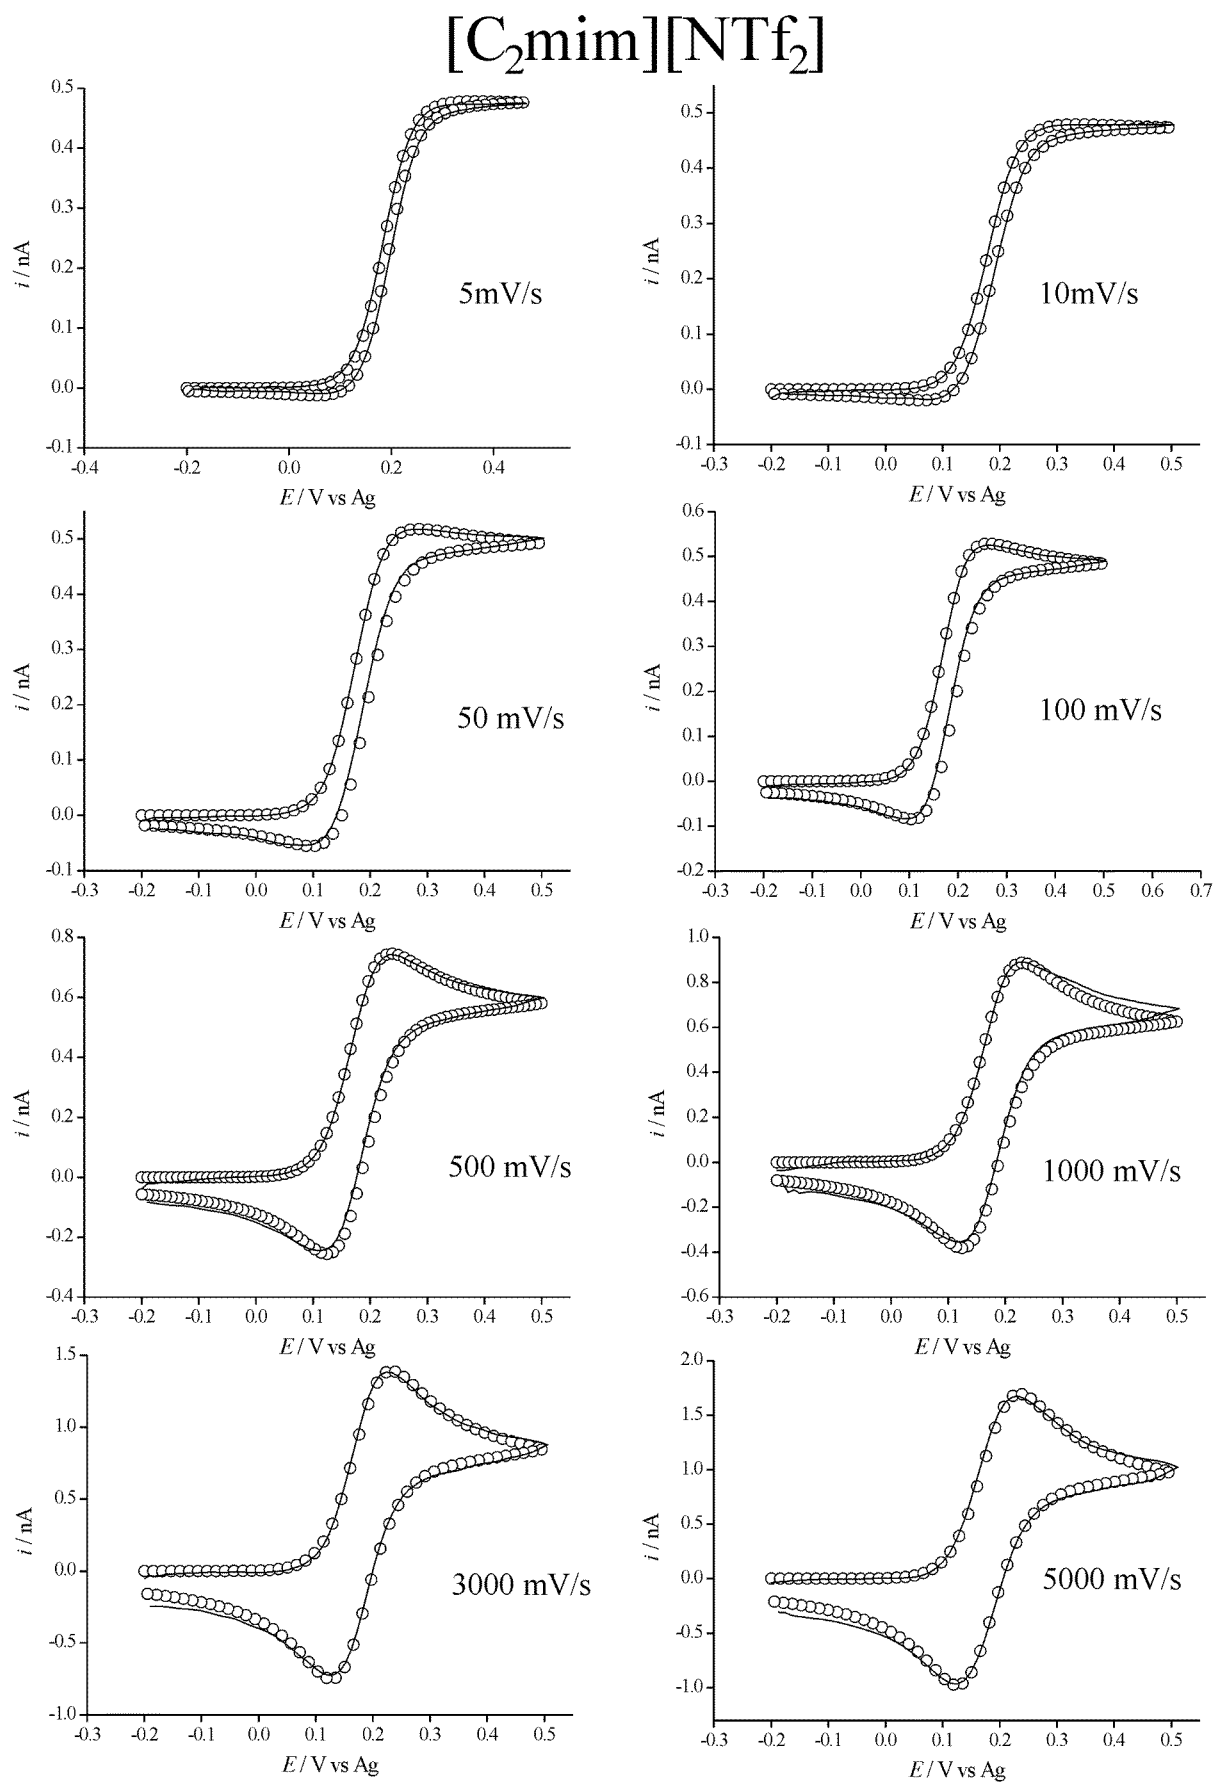 [C₂mim][NTf₂]
0.5
0.4
0.3
0.2
0.1
0.0
-0.1
i / nA
5mV/s
-0.4 -0.2 0.0 0.2 0.4
E / V vs Ag
0.5
0.4
0.3
0.2
0.1
0.0
-0.1
i / nA
10mV/s
-0.3 -0.2 -0.1 0.0 0.1 0.2 0.3 0.4 0.5
E / V vs Ag
0.5
0.4
0.3
0.2
0.1
0.0
-0.1
i / nA
50 mV/s
-0.3 -0.2 -0.1 0.0 0.1 0.2 0.3 0.4 0.5
E / V vs Ag
0.6
0.5
0.4
0.3
0.2
0.1
0.0
-0.1
-0.2
i / nA
100 mV/s
-0.3 -0.2 -0.1 0.0 0.1 0.2 0.3 0.4 0.5 0.6 0.7
E / V vs Ag
0.8
0.6
0.4
0.2
0.0
-0.2
-0.4
i / nA
500 mV/s
-0.3 -0.2 -0.1 0.0 0.1 0.2 0.3 0.4 0.5
E / V vs Ag
1.0
0.8
0.6
0.4
0.2
0.0
-0.2
-0.4
-0.6
i / nA
1000 mV/s
-0.3 -0.2 -0.1 0.0 0.1 0.2 0.3 0.4 0.5
E / V vs Ag
1.5
1.0
0.5
0.0
-0.5
-1.0
i / nA
3000 mV/s
-0.3 -0.2 -0.1 0.0 0.1 0.2 0.3 0.4 0.5
E / V vs Ag
2.0
1.5
1.0
0.5
0.0
-0.5
-1.0
i / nA
5000 mV/s
-0.3 -0.2 -0.1 0.0 0.1 0.2 0.3 0.4 0.5
E / V vs Ag